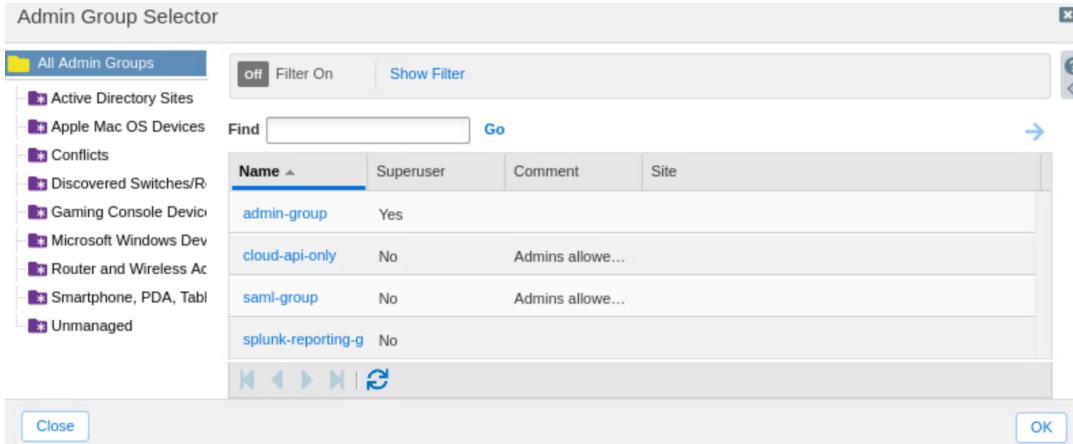 Admin Group Selector
All Admin Groups
Active Directory Sites
Apple Mac OS Devices
Conflicts
Discovered Switches/R
Gaming Console Devic
Microsoft Windows Dev
Router and Wireless Ac
Smartphone, PDA, Tabl
Unmanaged
Off Filter On Show Filter
Find Go
Name Superuser Comment Site
admin-group Yes
cloud-api-only No Admins allowe...
saml-group No Admins allowe...
splunk-reporting-g No
Close OK